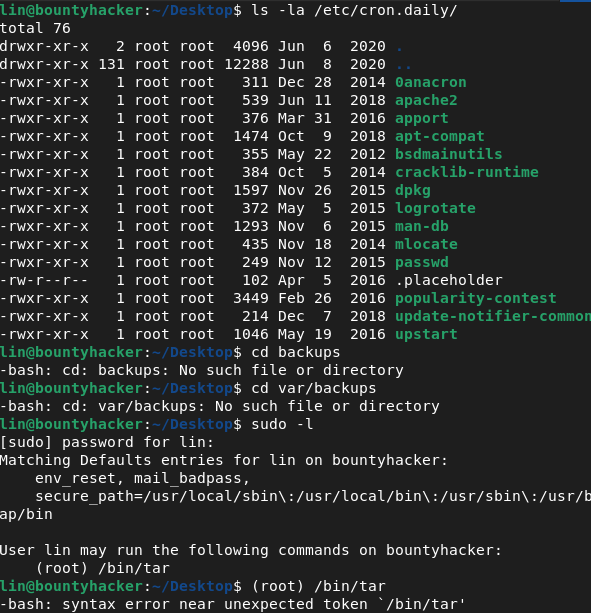 lin@bountyhacker:~/Desktop$ ls -la /etc/cron.daily/
total 76
drwxr-xr-x   2 root root  4096 Jun  6  2020 .
drwxr-xr-x 131 root root 12288 Jun  8  2020 ..
-rwxr-xr-x   1 root root   311 Dec 28  2014 0anacron
-rwxr-xr-x   1 root root   539 Jun 11  2018 apache2
-rwxr-xr-x   1 root root   376 Mar 31  2016 apport
-rwxr-xr-x   1 root root  1474 Oct  9  2018 apt-compat
-rwxr-xr-x   1 root root   355 May 22  2012 bsdmainutils
-rwxr-xr-x   1 root root   384 Oct  5  2014 cracklib-runtime
-rwxr-xr-x   1 root root  1597 Nov 26  2015 dpkg
-rwxr-xr-x   1 root root   372 May  5  2015 logrotate
-rwxr-xr-x   1 root root  1293 Nov  6  2015 man-db
-rwxr-xr-x   1 root root   435 Nov 18  2014 mlocate
-rwxr-xr-x   1 root root   249 Nov 12  2015 passwd
-rw-r--r--   1 root root   102 Apr  5  2016 .placeholder
-rwxr-xr-x   1 root root  3449 Feb 26  2016 popularity-contest
-rwxr-xr-x   1 root root   214 Dec  7  2018 update-notifier-common
-rwxr-xr-x   1 root root  1046 May 19  2016 upstart
lin@bountyhacker:~/Desktop$ cd backups
-bash: cd: backups: No such file or directory
lin@bountyhacker:~/Desktop$ cd var/backups
-bash: cd: var/backups: No such file or directory
lin@bountyhacker:~/Desktop$ sudo -l
[sudo] password for lin:
Matching Defaults entries for lin on bountyhacker:
    env_reset, mail_badpass,
    secure_path=/usr/local/sbin\:/usr/local/bin\:/usr/sbin\:/usr/b
ap/bin

User lin may run the following commands on bountyhacker:
    (root) /bin/tar
lin@bountyhacker:~/Desktop$ (root) /bin/tar
-bash: syntax error near unexpected token `/bin/tar'